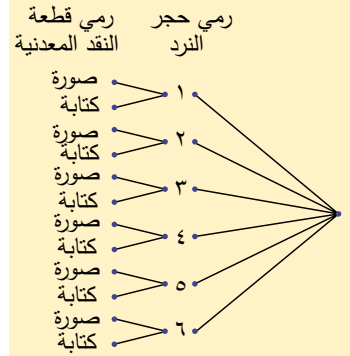 رمي حجر النرد
رمي قطعة النقد المعدنية
١
صورة
كتابة
٢
صورة
كتابة
٣
صورة
كتابة
٤
صورة
كتابة
٥
صورة
كتابة
٦
صورة
كتابة